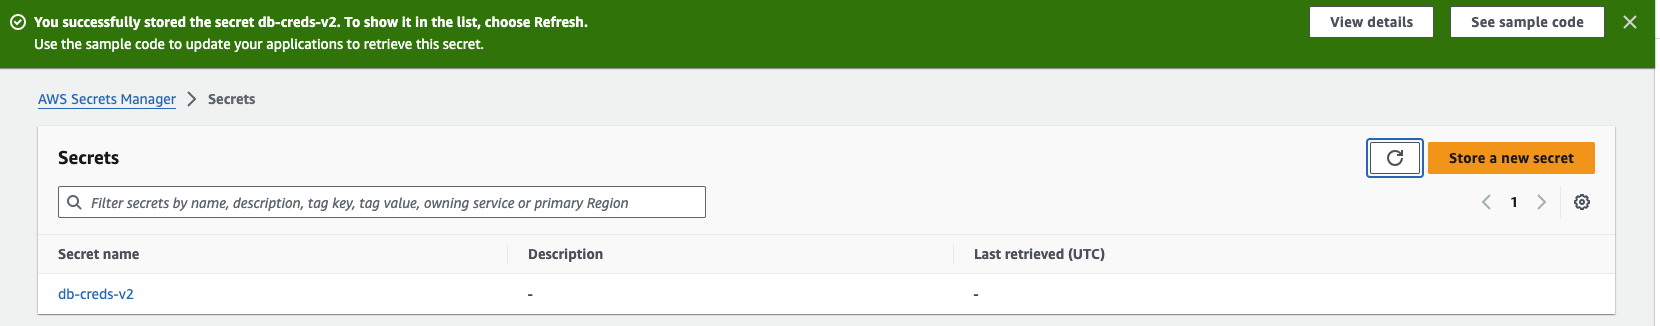 You successfully stored the secret db-creds-v2. To show it in the list, choose Refresh.
Use the sample code to update your applications to retrieve this secret.
View details
See sample code
AWS Secrets Manager > Secrets
Secrets
Store a new secret
Filter secrets by name, description, tag key, tag value, owning service or primary Region
1
Secret name Description Last retrieved (UTC)
db-creds-v2 - -